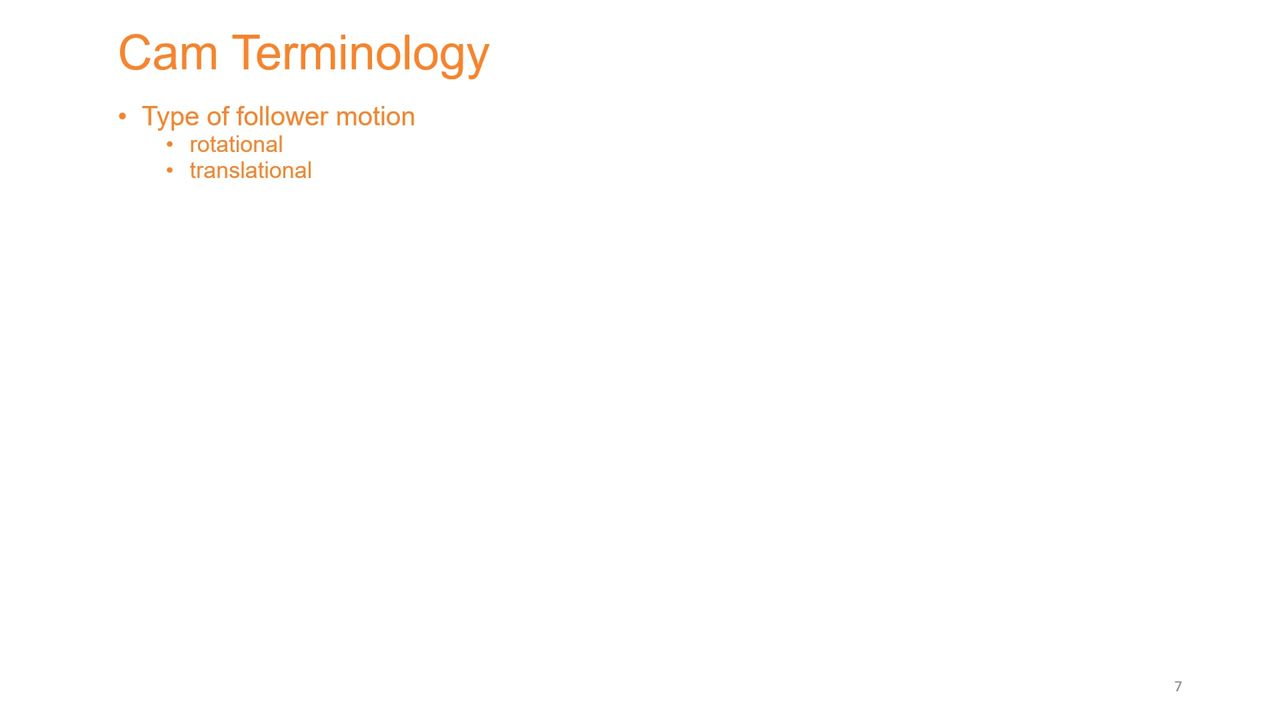 Cam Terminology
• Type of follower motion
• rotational
• translational
7